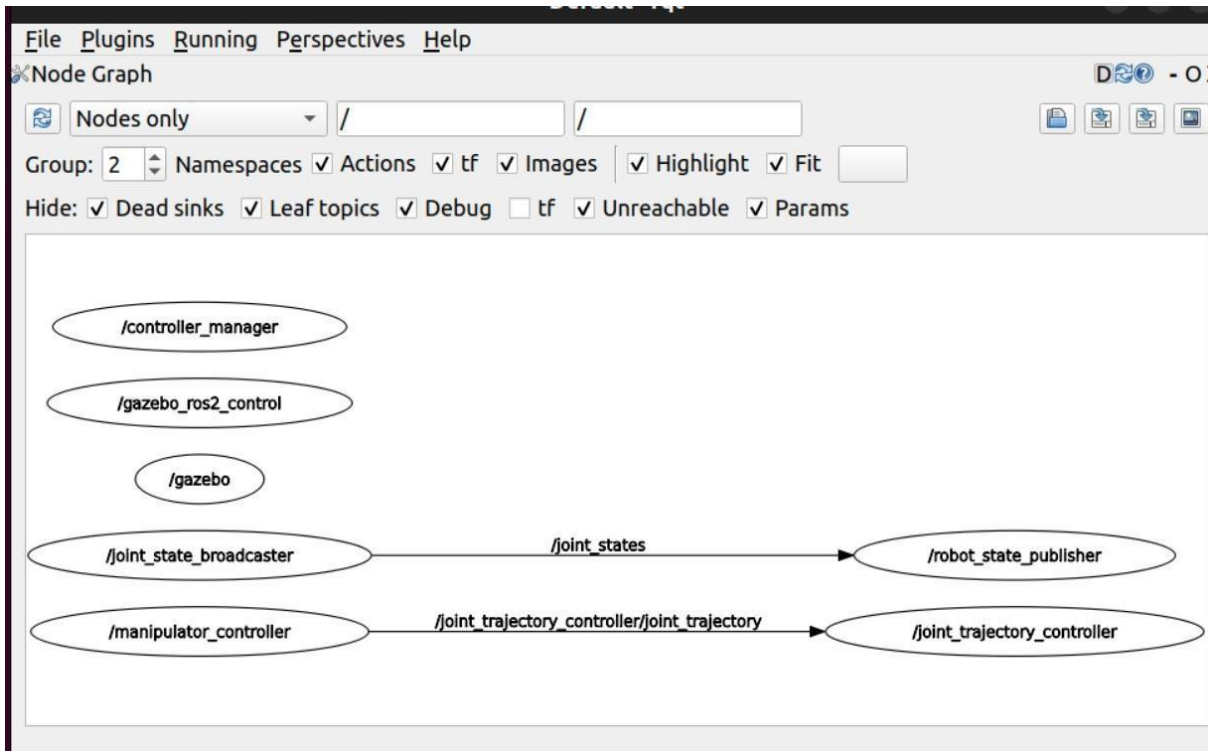 File Plugins Running Perspectives Help
Node Graph
D - O
Nodes only / /
Group: 2 Namespaces Actions tf Images Highlight Fit
Hide: Dead sinks Leaf topics Debug tf Unreachable Params
/controller_manager
/gazebo_ros2_control
/gazebo
/joint_state_broadcaster /joint_states /robot_state_publisher
/manipulator_controller /joint_trajectory_controller/joint_trajectory /joint_trajectory_controller